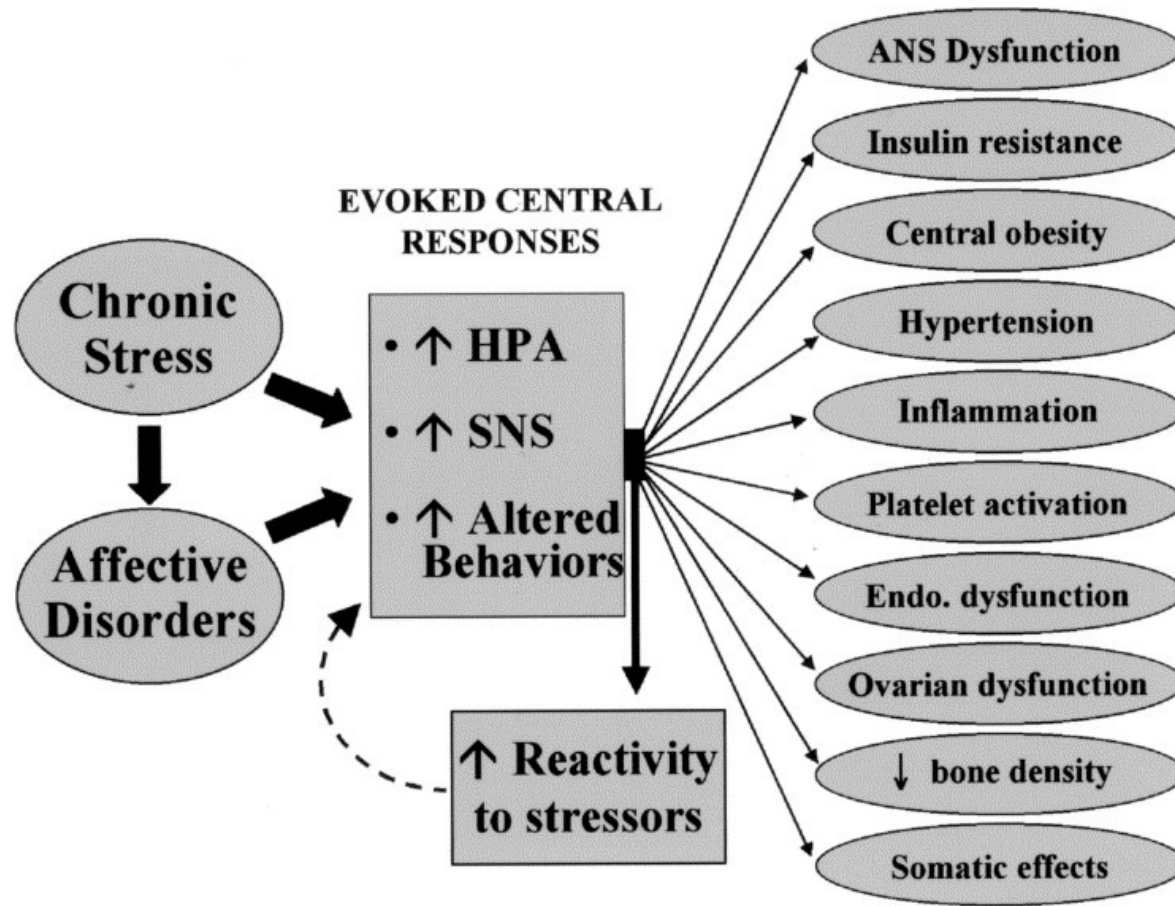 EVOKED CENTRAL
RESPONSES
Chronic
Stress
Affective
Disorders
• ↑ HPA
• ↑ SNS
• ↑ Altered
Behaviors
↑ Reactivity
to stressors
ANS Dysfunction
Insulin resistance
Central obesity
Hypertension
Inflammation
Platelet activation
Endo. dysfunction
Ovarian dysfunction
↓ bone density
Somatic effects